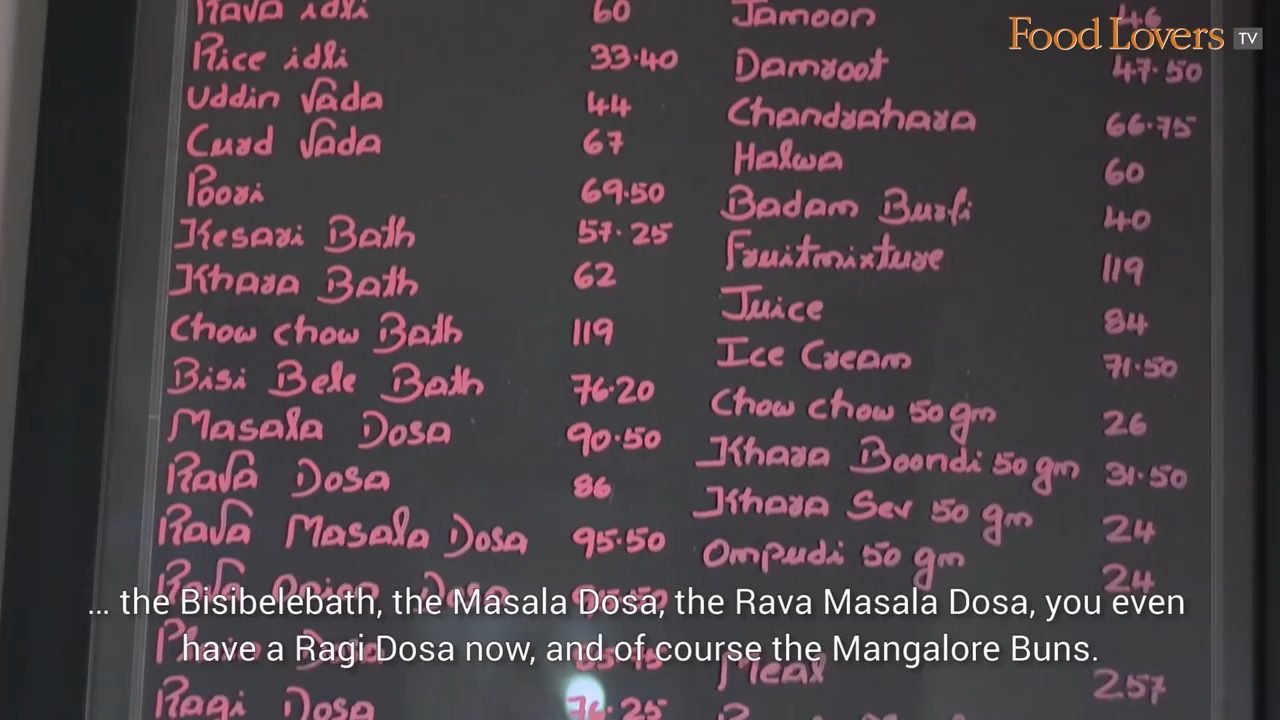 Food Lovers TV
Rava idli 60
Rice idli 33.40
Uddin Vada 44
Curd Vada 67
Poori 69.50
Kesari Bath 57.25
Khara Bath 62
Chow chow Bath 119
Bisi Bele Bath 76.20
Masala Dosa 90.50
Rava Dosa 86
Rava Masala Dosa 95.50
Rava Onion Dosa
Plain Dosa
Ragi Dosa 76.25
Jamoon 46
Damroot 47.50
Chandrahara 66.75
Halwa 60
Badam Burfi 40
Fruitmixture 119
Juice 84
Ice Cream 71.50
Chow chow 50 gm 26
Khara Boondi 50 gm 31.50
Khara Sev 50 gm 24
Ompudi 50 gm 24
Meal 257
... the Bisibelebath, the Masala Dosa, the Rava Masala Dosa, you even
have a Ragi Dosa now, and of course the Mangalore Buns.